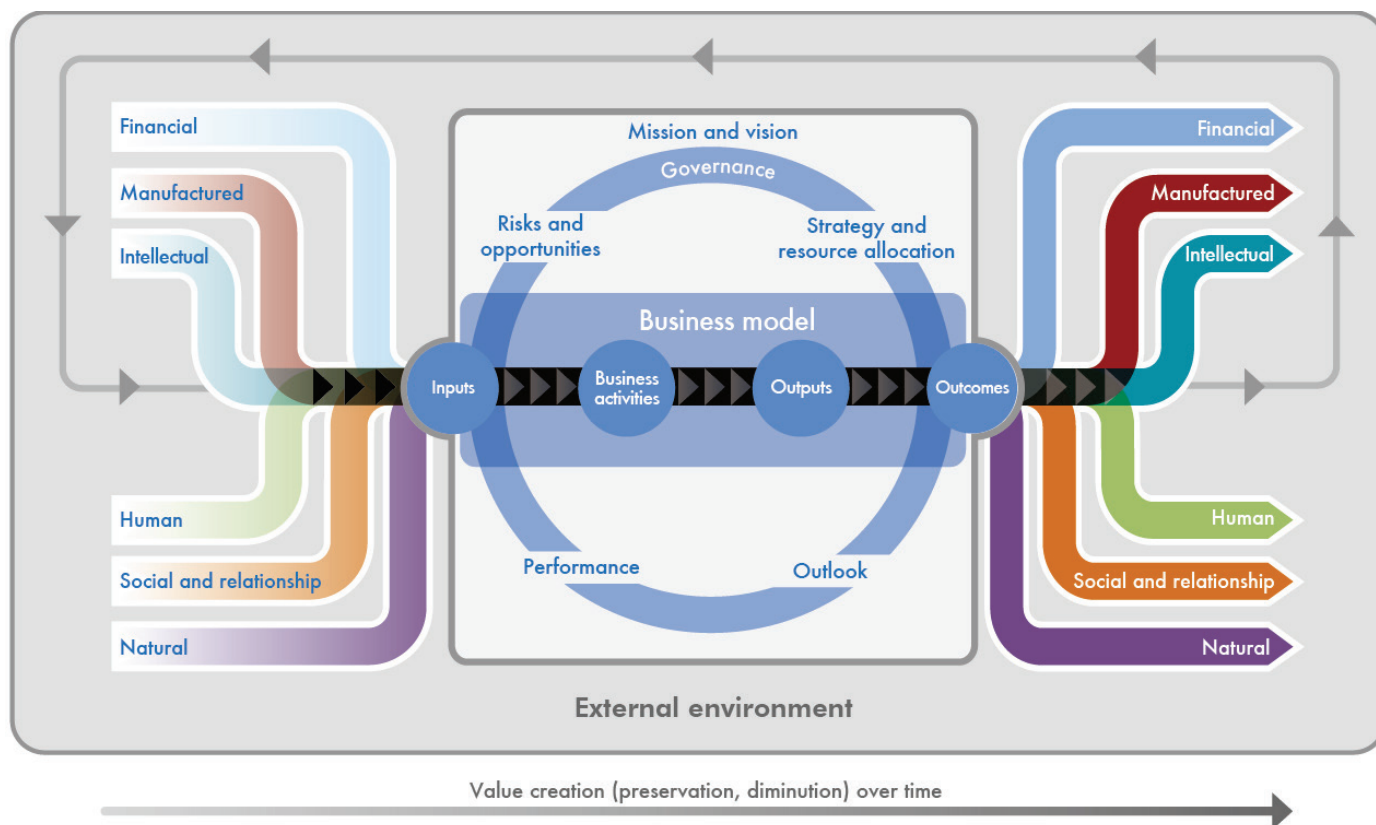 Financial
Manufactured
Intellectual
Human
Social and relationship
Natural
Mission and vision
Governance
Risks and
opportunities
Strategy and
resource allocation
Business model
Inputs
Business
activities
Outputs
Outcomes
Performance
Outlook
Financial
Manufactured
Intellectual
Human
Social and relationship
Natural
External environment
Value creation (preservation, diminution) over time